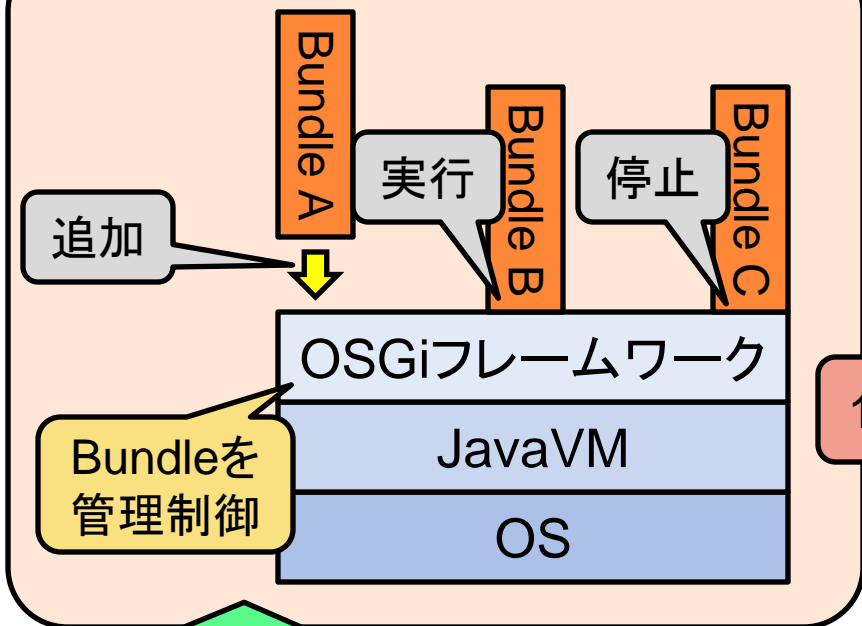 Bundle A
Bundle B
Bundle C
追加
実行
停止
OSGiフレームワーク
Bundleを
管理制御
JavaVM
OS